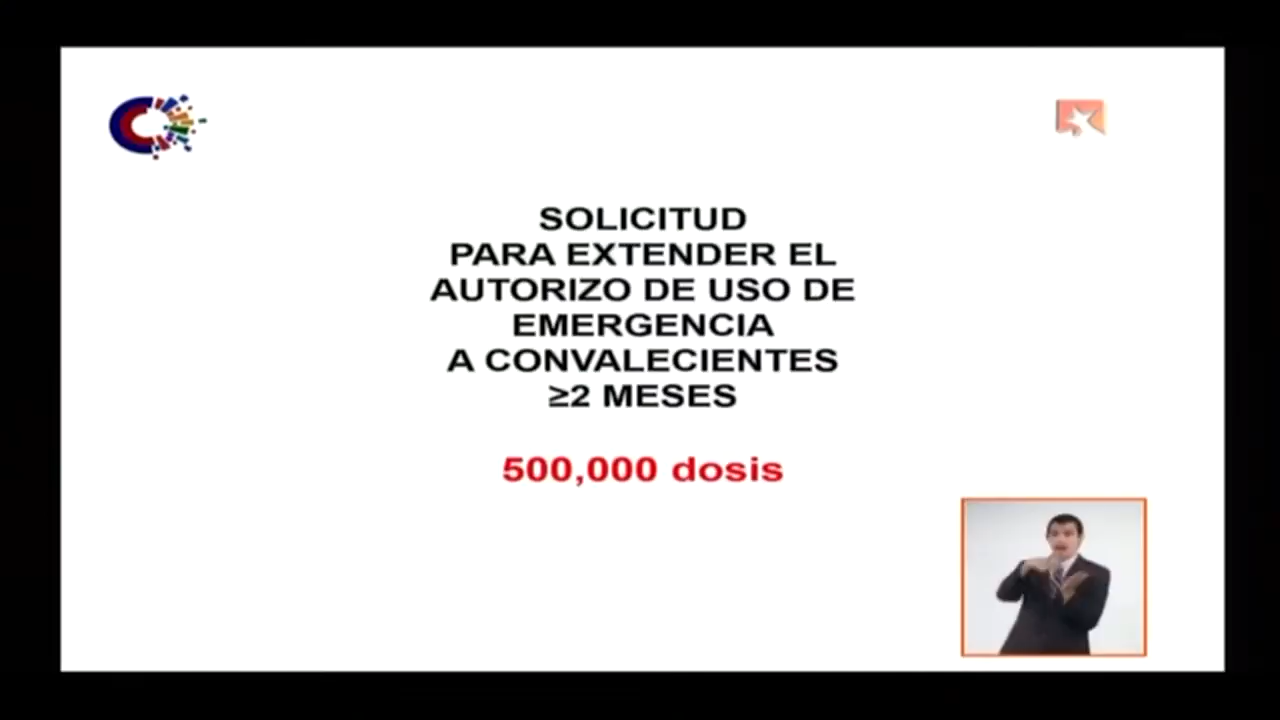 SOLICITUD
PARA EXTENDER EL
AUTORIZO DE USO DE
EMERGENCIA
A CONVALECIENTES
≥2 MESES
500,000 dosis